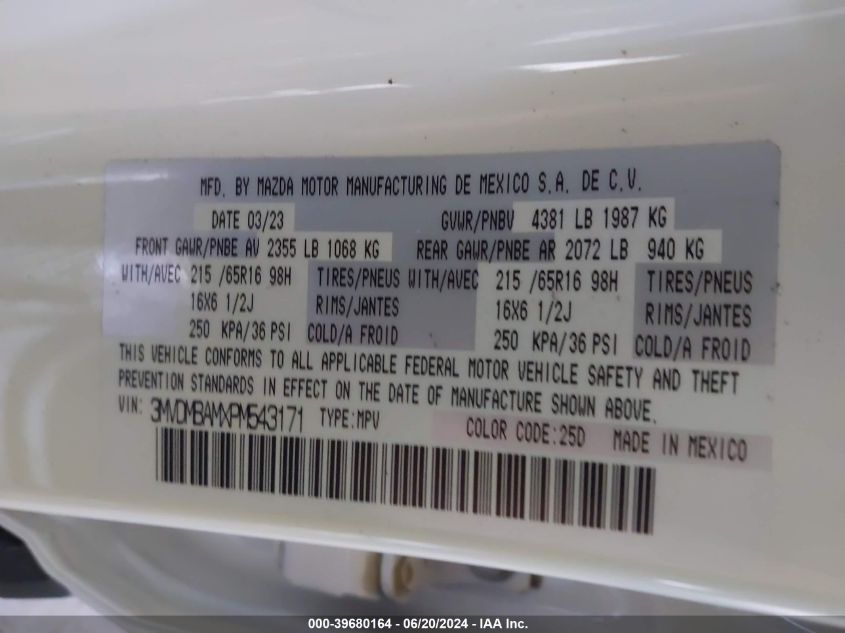 MFD. BY MAZDA MOTOR MANUFACTURING DE MEXICO S.A. DE C.V.
DATE 03/23 GVWR/PNBV 4381 LB 1987 KG
FRONT GAWR/PNBE AV 2355 LB 1068 KG REAR GAWR/PNBE AR 2072 LB 940 KG
WITH/AVEC 215 /65R16 98H TIRES/PNEUS WITH/AVEC 215 /65R16 98H TIRES/PNEUS
16X6 1/2J RIMS/JANTES 16X6 1/2J RIMS/JANTES
250 KPA/36 PSI COLD/A FROID 250 KPA/36 PSI COLD/A FROID
THIS VEHICLE CONFORMS TO ALL APPLICABLE FEDERAL MOTOR VEHICLE SAFETY AND THEFT
PREVENTION STANDARDS IN EFFECT ON THE DATE OF MANUFACTURE SHOWN ABOVE.
VIN: 3MVDMBAMXPM543171 TYPE:MPV COLOR CODE:25D MADE IN MEXICO
000-39680164 - 06/20/2024 - IAA Inc.